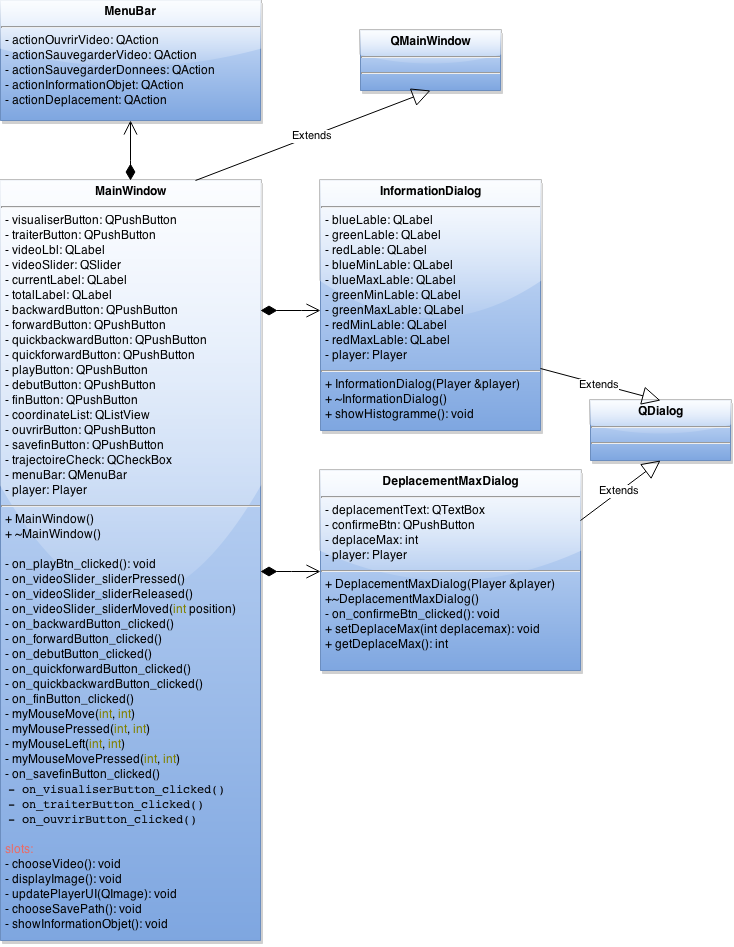 MenuBar
- actionOuvrirVideo: QAction
- actionSauvegarderVideo: QAction
- actionSauvegarderDonnees: QAction
- actionInformationObjet: QAction
- actionDeplacement: QAction
QMainWindow
Extends
MainWindow
- visualiserButton: QPushButton
- traiterButton: QPushButton
- videoLbl: QLabel
- videoSlider: QSlider
- currentLabel: QLabel
- totalLabel: QLabel
- backwardButton: QPushButton
- forwardButton: QPushButton
- quickbackwardButton: QPushButton
- quickforwardButton: QPushButton
- playButton: QPushButton
- debutButton: QPushButton
- finButton: QPushButton
- coordinateList: QListView
- ouvrirButton: QPushButton
- savefinButton: QPushButton
- trajectoireCheck: QCheckBox
- menuBar: QMenuBar
- player: Player
+ MainWindow()
+ ~MainWindow()
- on_playBtn_clicked(): void
- on_videoSlider_sliderPressed()
- on_videoSlider_sliderReleased()
- on_videoSlider_sliderMoved(int position)
- on_backwardButton_clicked()
- on_forwardButton_clicked()
- on_debutButton_clicked()
- on_quickforwardButton_clicked()
- on_quickbackwardButton_clicked()
- on_finButton_clicked()
- myMouseMove(int, int)
- myMousePressed(int, int)
- myMouseLeft(int, int)
- myMouseMovePressed(int, int)
- on_savefinButton_clicked()
- on_visualiserButton_clicked()
- on_traiterButton_clicked()
- on_ouvrirButton_clicked()
slots:
- chooseVideo(): void
- displayImage(): void
- updatePlayerUI(QImage): void
- chooseSavePath(): void
- showInformationObjet(): void
InformationDialog
- blueLable: QLabel
- greenLable: QLabel
- redLable: QLabel
- blueMinLable: QLabel
- blueMaxLable: QLabel
- greenMinLable: QLabel
- greenMaxLable: QLabel
- redMinLable: QLabel
- redMaxLable: QLabel
- player: Player
+ InformationDialog(Player &player)
+ ~InformationDialog()
+ showHistogramme(): void
Extends
QDialog
Extends
DeplacementMaxDialog
- deplacementText: QTextBox
- confirmeBtn: QPushButton
- deplaceMax: int
- player: Player
+ DeplacementMaxDialog(Player &player)
+~DeplacementMaxDialog()
- on_confirmeBtn_clicked(): void
+ setDeplaceMax(int deplacemax): void
+ getDeplaceMax(): int